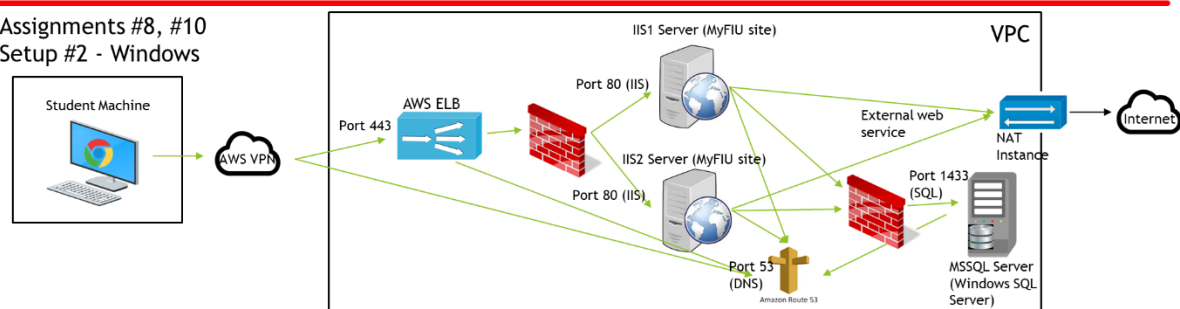 Assignments #8, #10
Setup #2 - Windows
Student Machine
AWS VPN
VPC
IIS1 Server (MyFIU site)
Port 80 (IIS)
AWS ELB
Port 443
External web
service
NAT
Instance
Internet
IIS2 Server (MyFIU site)
Port 80 (IIS)
Port 1433
(SQL)
Port 53
(DNS)
Amazon Route 53
MSSQL Server
(Windows SQL
Server)